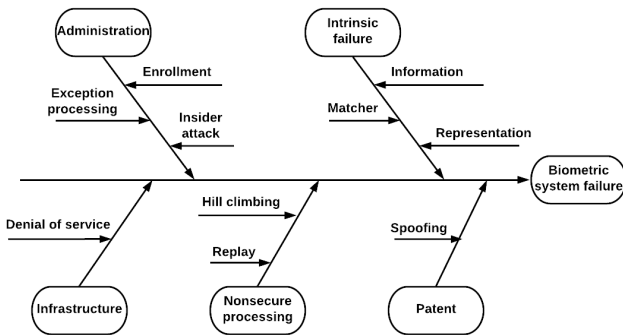 Administration
Intrinsic
failure
Enrollment
Exception
processing
Insider
attack
Information
Matcher
Representation
Biometric
system failure
Denial of service
Hill climbing
Replay
Spoofing
Infrastructure
Nonsecure
processing
Patent